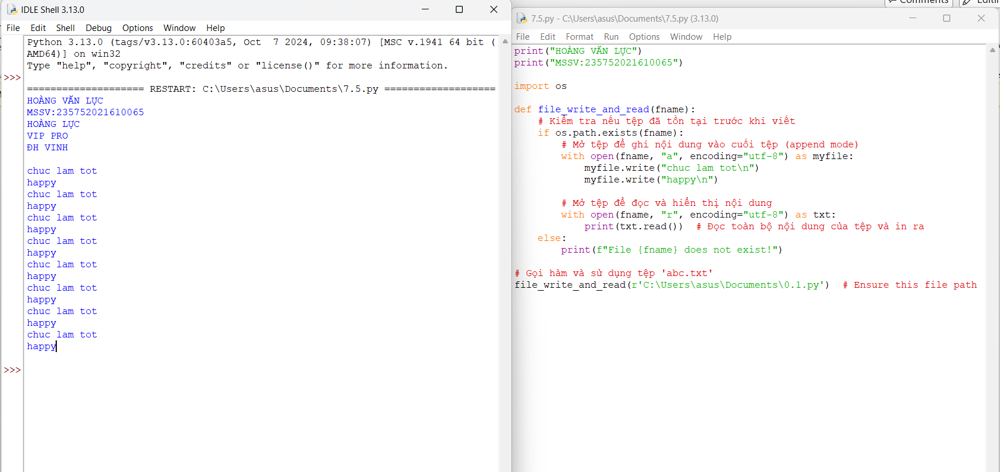 IDLE Shell 3.13.0
File Edit Shell Debug Options Window Help
Python 3.13.0 (tags/v3.13.0:60403a5, Oct  7 2024, 09:38:07) [MSC v.1941 64 bit (
AMD64)] on win32
Type "help", "copyright", "credits" or "license()" for more information.
>>>
==================== RESTART: C:\Users\asus\Documents\7.5.py ===================
HOÀNG VĂN LỰC
MSSV:235752021610065
HOÀNG LỰC
VIP PRO
ĐH VINH

chuc lam tot
happy
chuc lam tot
happy
chuc lam tot
happy
chuc lam tot
happy
chuc lam tot
happy
chuc lam tot
happy
chuc lam tot
happy
chuc lam tot
happy

>>>
Comments
7.5.py - C:\Users\asus\Documents\7.5.py (3.13.0)
File Edit Format Run Options Window Help
print("HOÀNG VĂN LỰC")
print("MSSV:235752021610065")

import os

def file_write_and_read(fname):
    # Kiểm tra nếu tệp đã tồn tại trước khi viết
    if os.path.exists(fname):
        # Mở tệp để ghi nội dung vào cuối tệp (append mode)
        with open(fname, "a", encoding="utf-8") as myfile:
            myfile.write("chuc lam tot\n")
            myfile.write("happy\n")

        # Mở tệp để đọc và hiển thị nội dung
        with open(fname, "r", encoding="utf-8") as txt:
            print(txt.read())  # Đọc toàn bộ nội dung của tệp và in ra
    else:
        print(f"File {fname} does not exist!")

# Gọi hàm và sử dụng tệp 'abc.txt'
file_write_and_read(r'C:\Users\asus\Documents\0.1.py')  # Ensure this file path